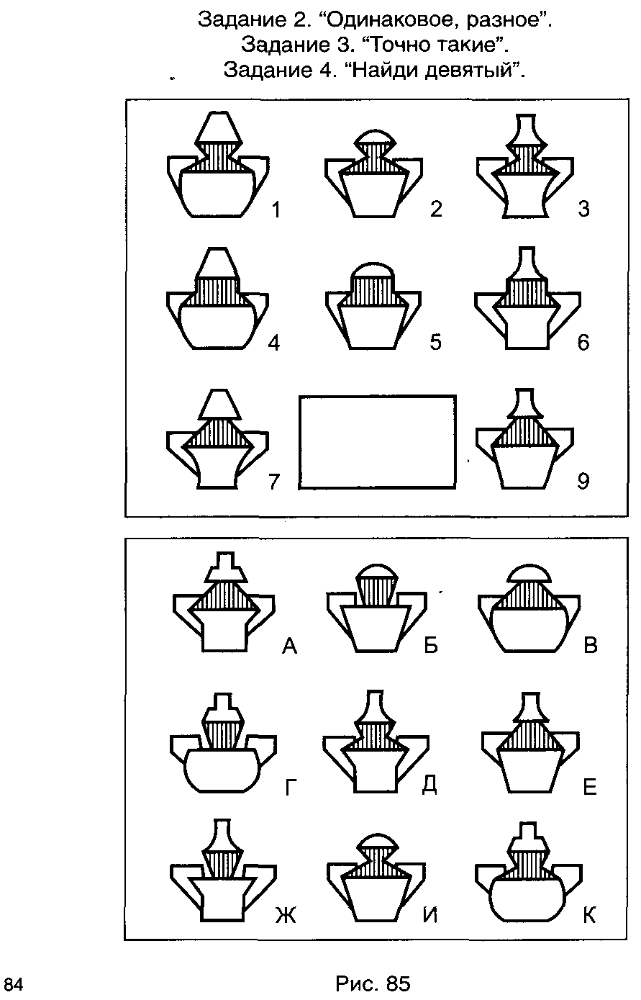 Задание 2. “Одинаковое, разное”.
Задание 3. “Точно такие”.
Задание 4. “Найди девятый”.
1 2 3
4 5 6
7 9
А Б В
Г Д Е
Ж И К
84 Рис. 85